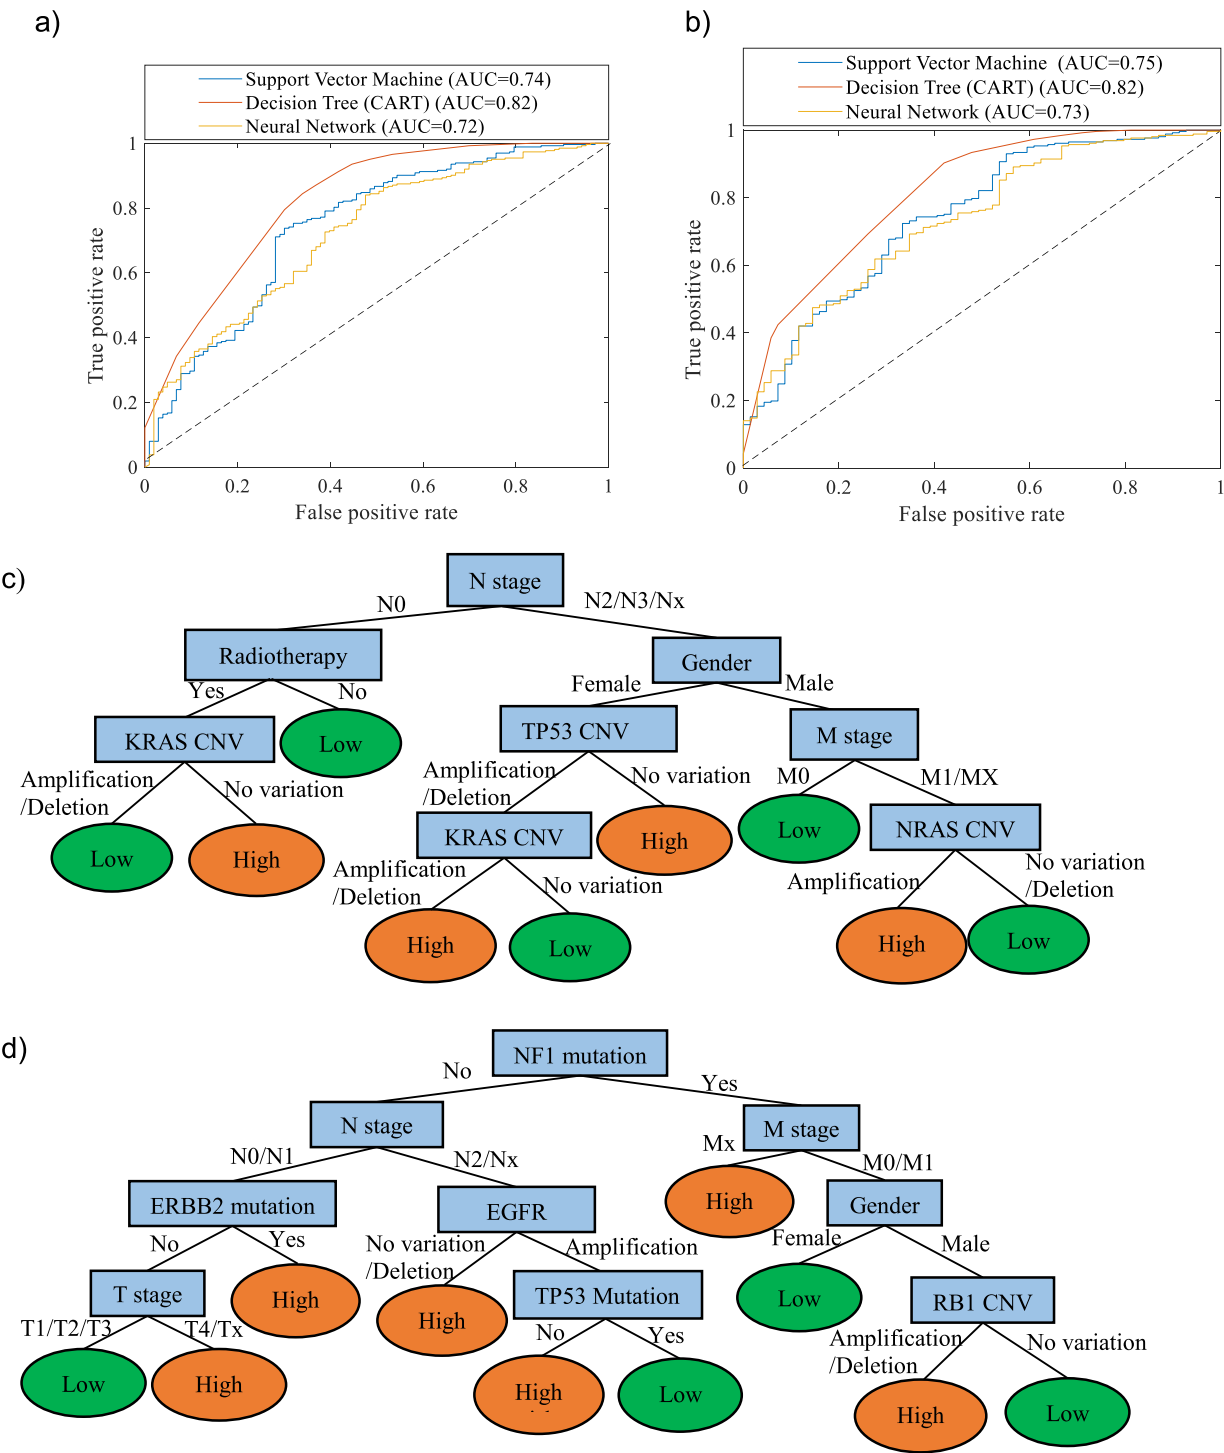 a)
Support Vector Machine (AUC=0.74)
Decision Tree (CART) (AUC=0.82)
Neural Network (AUC=0.72)
1
0.8
0.6
0.4
0.2
0
True positive rate
0
0.2
0.4
0.6
0.8
1
False positive rate
b)
Support Vector Machine (AUC=0.75)
Decision Tree (CART) (AUC=0.82)
Neural Network (AUC=0.73)
1
0.8
0.6
0.4
0.2
0
True positive rate
0
0.2
0.4
0.6
0.8
1
False positive rate
c)
N stage
N0
N2/N3/Nx
Radiotherapy
Gender
Yes
No
Female
Male
KRAS CNV
Low
TP53 CNV
M stage
Amplification
/Deletion
No variation
Amplification
/Deletion
No variation
M0
M1/MX
Low
High
KRAS CNV
High
Low
NRAS CNV
Amplification
/Deletion
No variation
Amplification
No variation
/Deletion
High
Low
High
Low
d)
NF1 mutation
No
Yes
N stage
M stage
N0/N1
N2/Nx
Mx
M0/M1
ERBB2 mutation
EGFR
High
Gender
No
Yes
No variation
/Deletion
Amplification
Female
Male
T stage
High
High
TP53 Mutation
Low
RB1 CNV
T1/T2/T3
T4/Tx
No
Yes
Amplification
/Deletion
No variation
Low
High
High
Low
High
Low